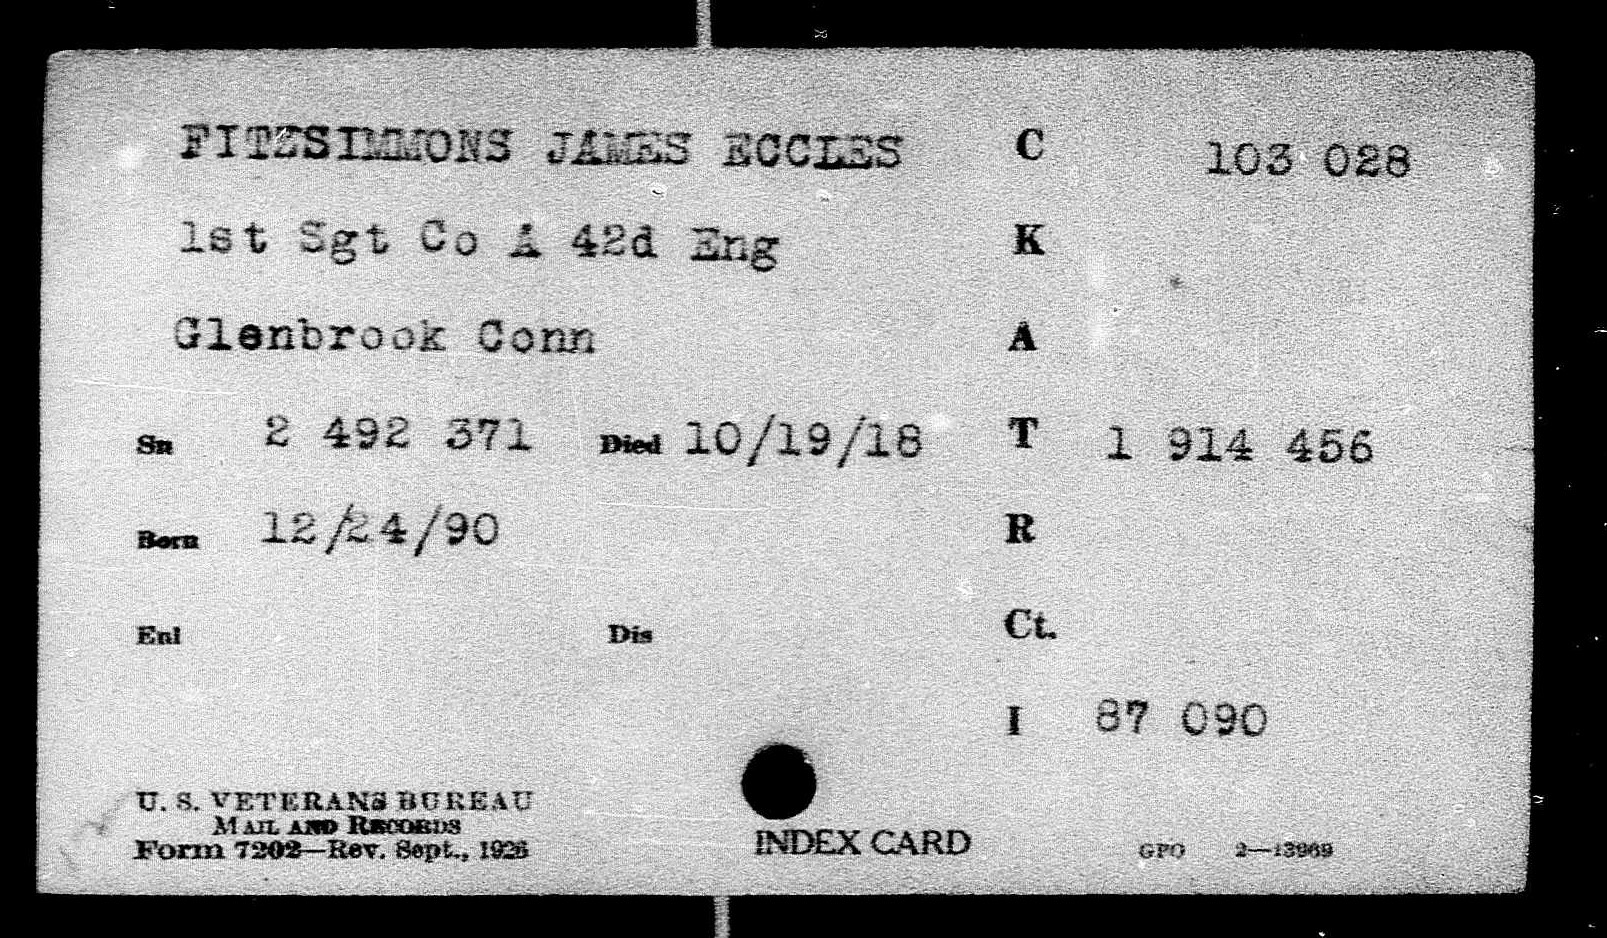 FITZSIMMONS JAMES ECCLES C 103 028
1st Sgt Co A 42d Eng K
Glenbrook Conn A
Sn 2 492 371 Died 10/19/18 T 1 914 456
Born 12/24/90 R
Enl Dis Ct.
I 87 090
U. S. VETERANS BUREAU
MAIL AND RECORDS
Form 7202—Rev. Sept., 1926
INDEX CARD
GPO 2—13969